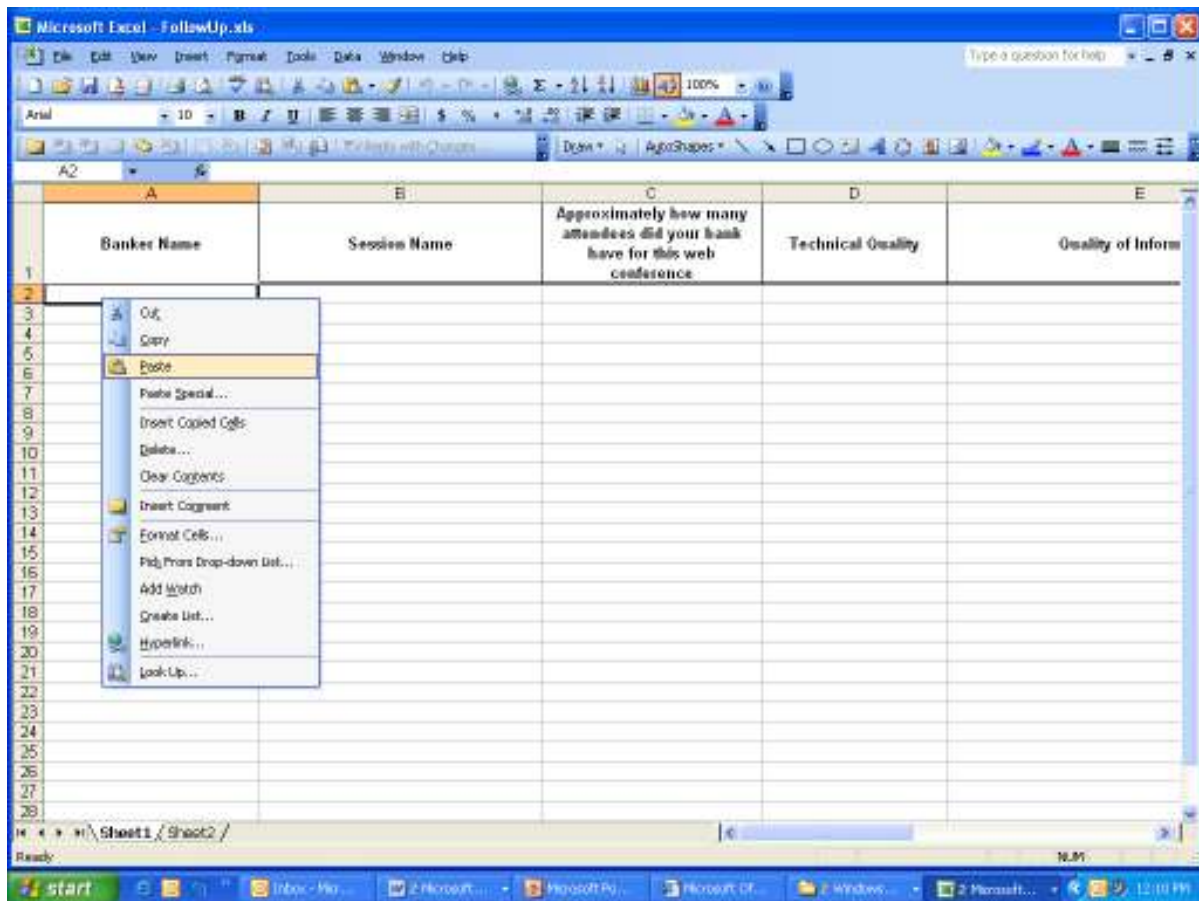 Microsoft Excel - FollowUp.xls
File Edit View Insert Format Tools Data Window Help
Type a question for help
100%
Arial 10 B I U $ %
Draw AutoShapes
A2
A B C D E
Banker Name
Session Name
Approximately how many
attendees did your bank
have for this web
conference
Technical Quality
Quality of Inform
1
2
3
4
5
6
7
8
9
10
11
12
13
14
15
16
17
18
19
20
21
22
23
24
25
26
27
28
Cut
Copy
Paste
Paste Special...
Insert Copied Cells
Delete...
Clear Contents
Insert Comment
Format Cells...
Pick From Drop-down List...
Add Watch
Create List...
Hyperlink...
Look Up...
Sheet1 / Sheet2 /
Ready
NUM
start
Inbox - Mic...
2 Microsoft ...
Microsoft Po...
Microsoft Of...
2 Windows...
2 Microsoft...
12:10 PM